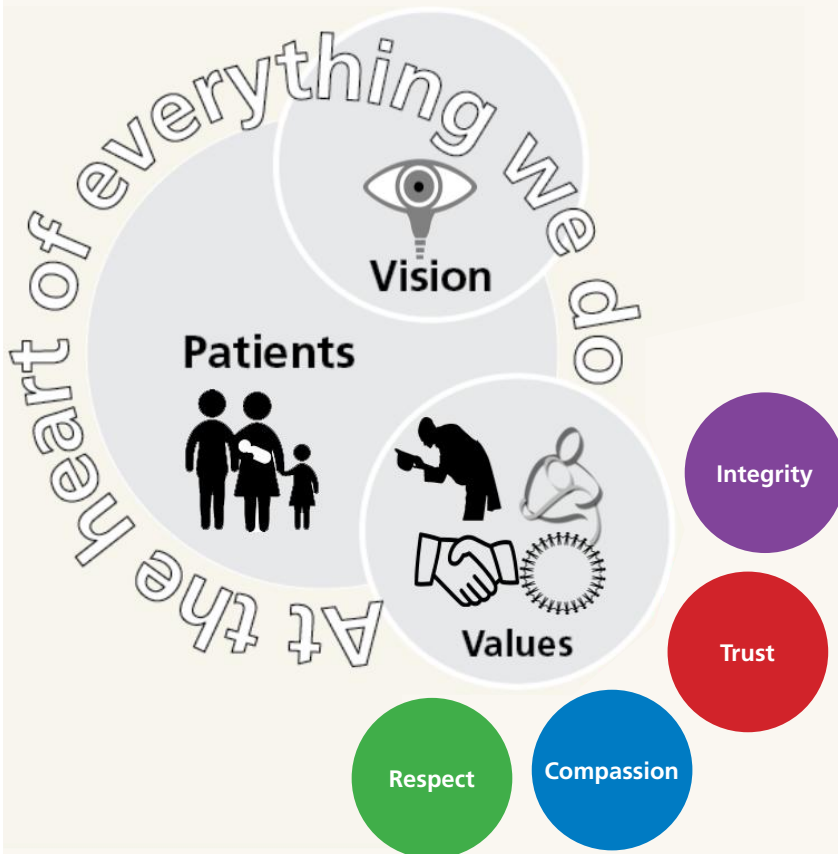 At the heart of everything we do
Vision
Patients
Values
Integrity
Trust
Compassion
Respect